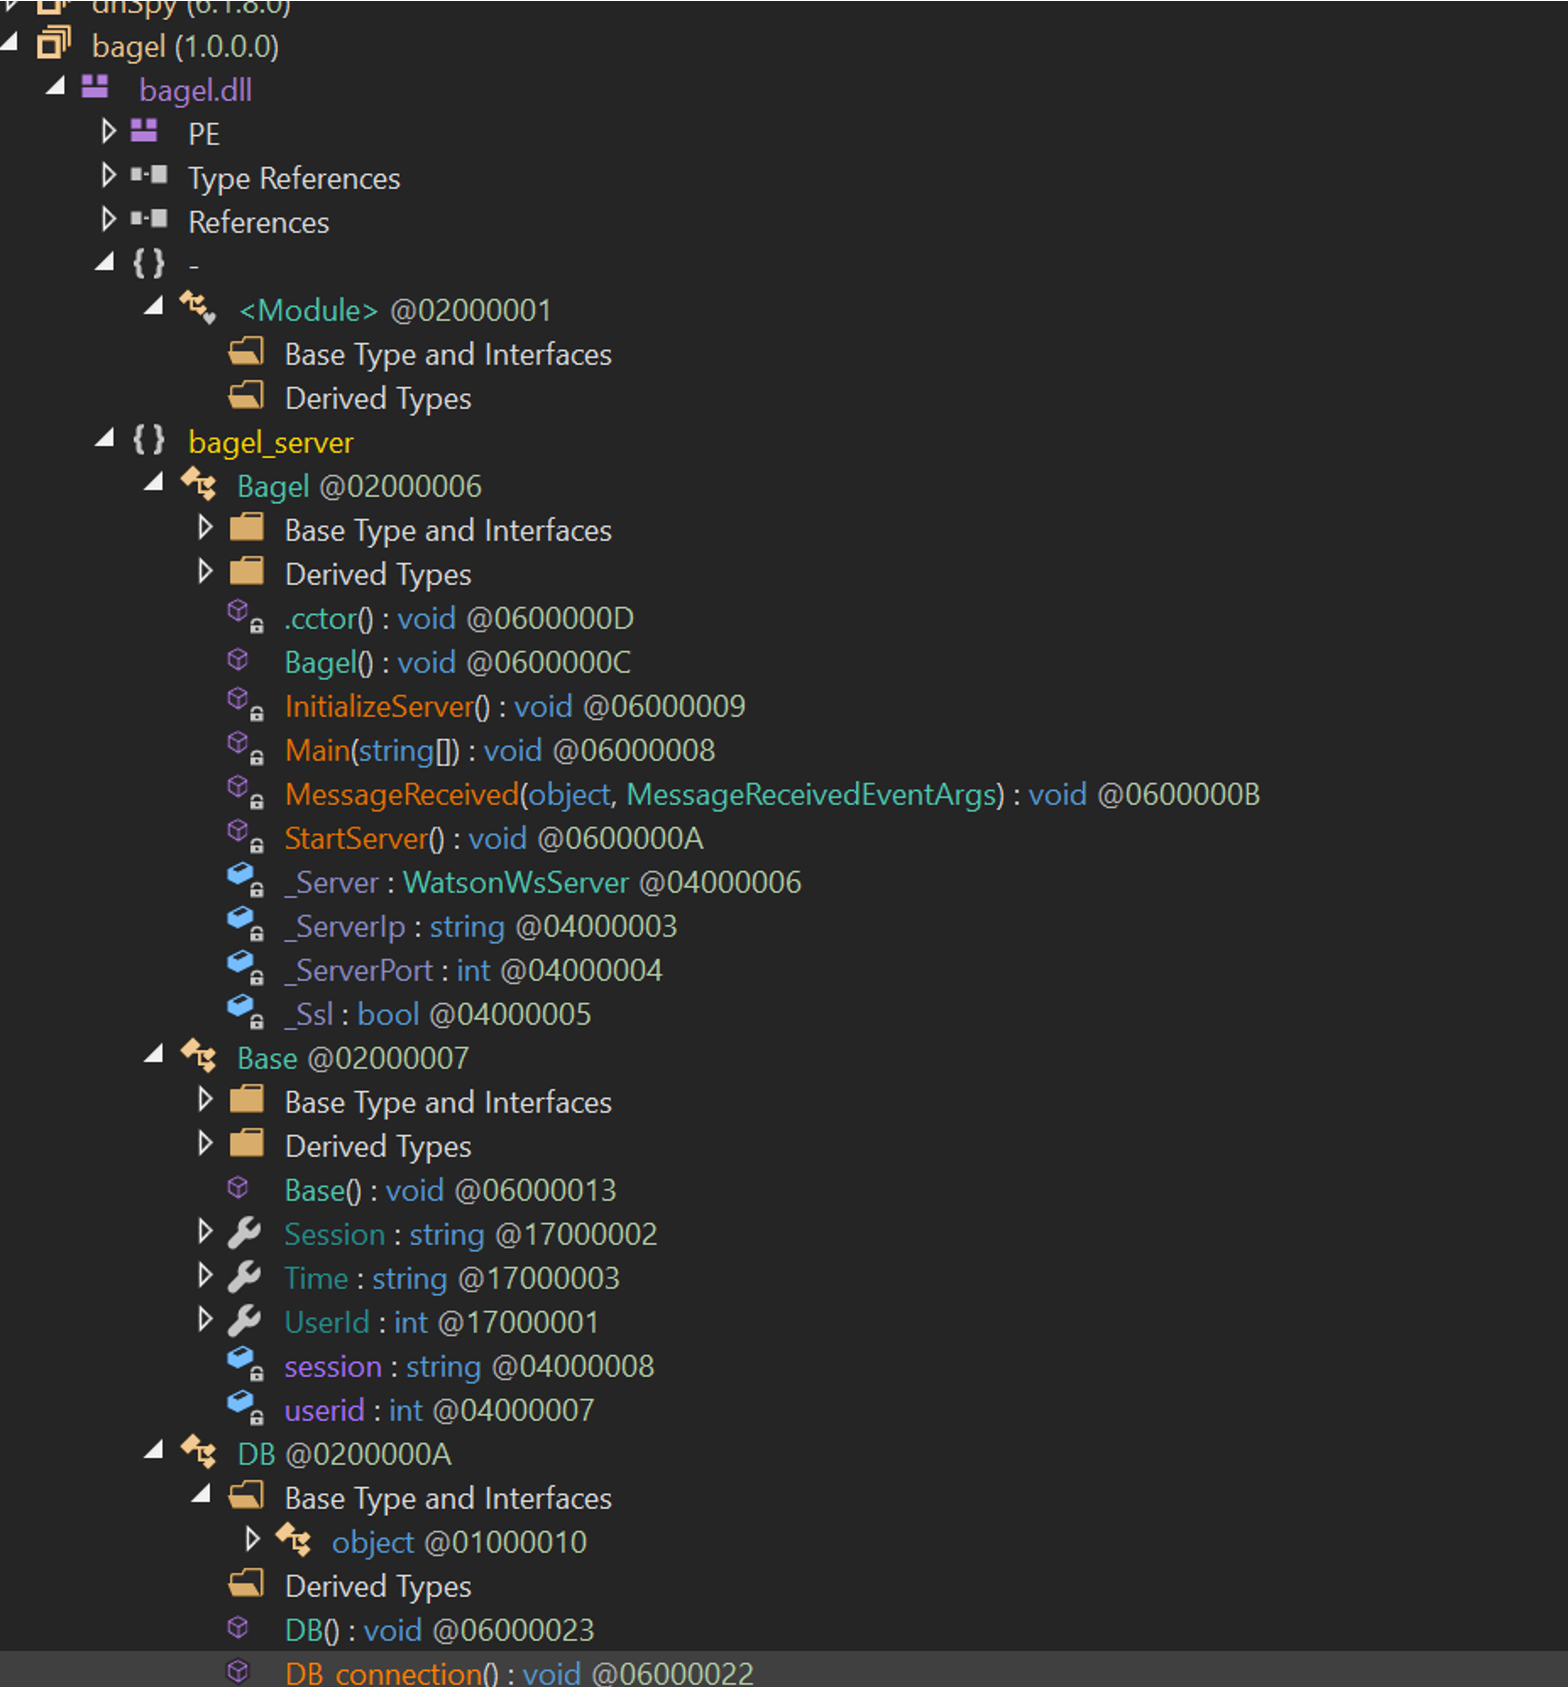 dnSpy (6.1.8.0)
bagel (1.0.0.0)
bagel.dll
PE
Type References
References
{ } -
<Module> @02000001
Base Type and Interfaces
Derived Types
{ } bagel_server
Bagel @02000006
Base Type and Interfaces
Derived Types
.cctor() : void @0600000D
Bagel() : void @0600000C
InitializeServer() : void @06000009
Main(string[]) : void @06000008
MessageReceived(object, MessageReceivedEventArgs) : void @0600000B
StartServer() : void @0600000A
_Server : WatsonWsServer @04000006
_ServerIp : string @04000003
_ServerPort : int @04000004
_Ssl : bool @04000005
Base @02000007
Base Type and Interfaces
Derived Types
Base() : void @06000013
Session : string @17000002
Time : string @17000003
UserId : int @17000001
session : string @04000008
userid : int @04000007
DB @0200000A
Base Type and Interfaces
object @01000010
Derived Types
DB() : void @06000023
DB_connection() : void @06000022